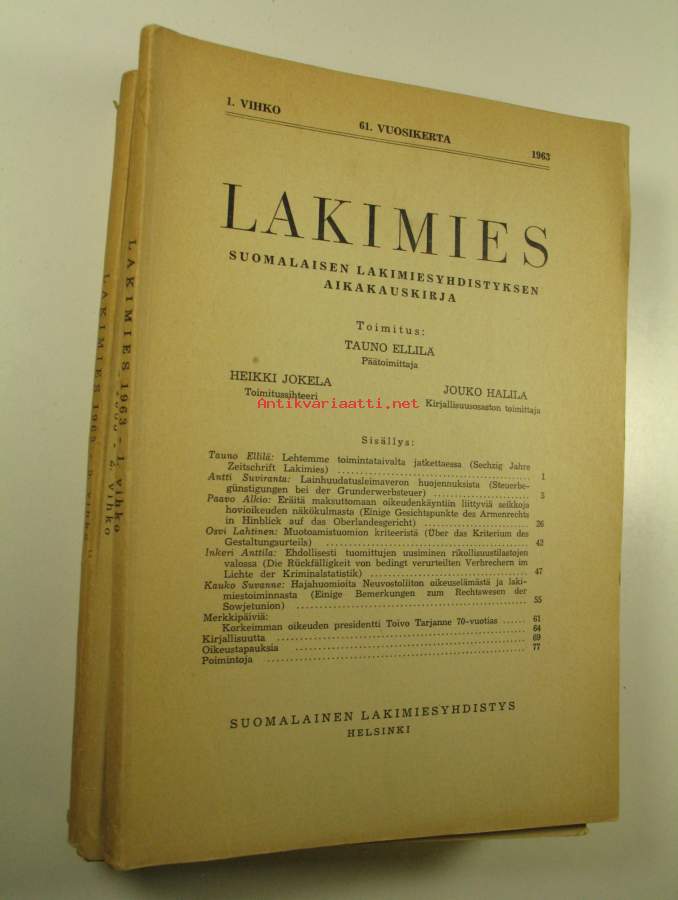 1. VIHKO
61. VUOSIKERTA
1963
LAKIMIES
SUOMALAISEN LAKIMIESYHDISTYKSEN
AIKAKAUSKIRJA
Toimitus:
TAUNO ELLILÄ
Päätoimittaja
HEIKKI JOKELA
Toimitussihteeri
JOUKO HALILA
Kirjallisuusosaston toimittaja
Antikvariaatti.net
Sisällys:
Tauno Ellilä: Lehtemme toimintataivalta jatkettaessa (Sechzig Jahre
Zeitschrift Lakimies) 1
Antti Suviranta: Lainhuudatusleimaveron huojennuksista (Steuerbe-
günstigungen bei der Grunderwerbsteuer) 5
Paavo Alkio: Eräitä maksuttomaan oikeudenkäyntiin liittyviä seikkoja
hovioikeuden näkökulmasta (Einige Gesichtspunkte des Armenrechts
in Hinblick auf das Oberlandesgericht) 26
Osvi Lahtinen: Muotoamistuomion kriteeristä (Über das Kriterium des
Gestaltungsurteils) 42
Inkeri Anttila: Ehdollisesti tuomittujen uusiminen rikollisuustilastojen
valossa (Die Rückfälligkeit von bedingt verurteilten Verbrechern im
Lichte der Kriminalstatistik) 47
Kauko Suvanne: Hajahuomioita Neuvostoliiton oikeuselämästä ja laki-
miestoiminnasta (Einige Bemerkungen zum Rechtswesen der
Sowjetunion) 55
Merkkipäiviä:
Korkeimman oikeuden presidentti Toivo Tarjanne 70-vuotias 61
Kirjallisuutta 64
Oikeustapauksia 69
Poimintoja 77
SUOMALAINEN LAKIMIESYHDISTYS
HELSINKI
LAKIMIES 1963 - 1. vihko
LAKIMIES 1963 - 2. vihko